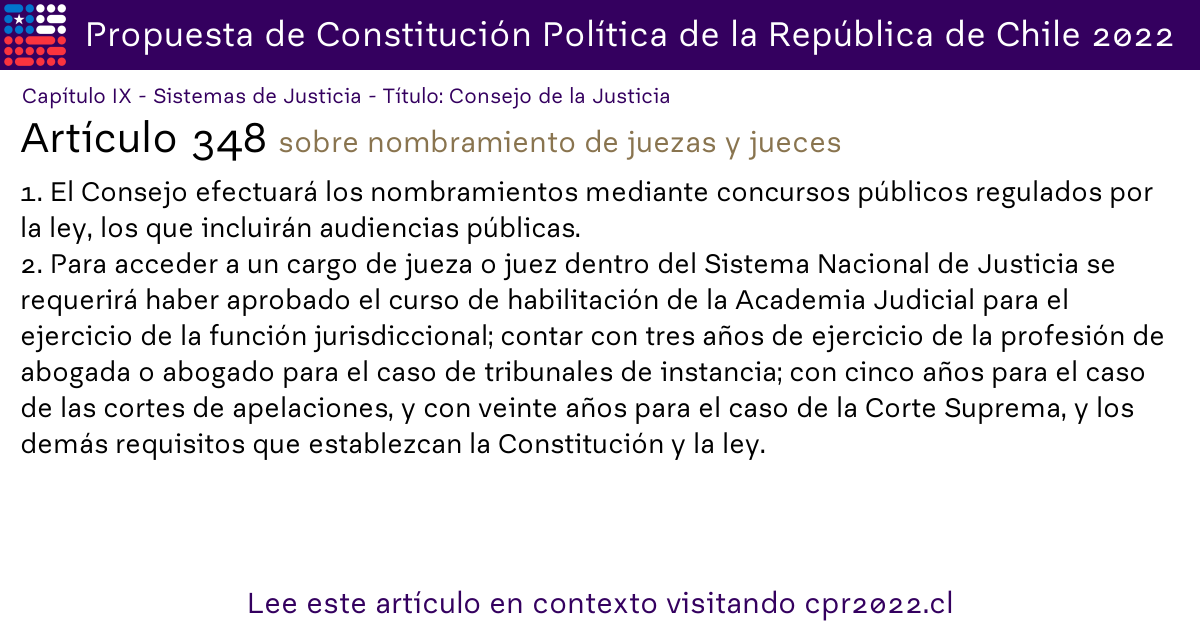 Propuesta de Constitución Política de la República de Chile 2022
Capítulo IX - Sistemas de Justicia - Título: Consejo de la Justicia
Artículo 348 sobre nombramiento de juezas y jueces
1. El Consejo efectuará los nombramientos mediante concursos públicos regulados por
la ley, los que incluirán audiencias públicas.
2. Para acceder a un cargo de jueza o juez dentro del Sistema Nacional de Justicia se
requerirá haber aprobado el curso de habilitación de la Academia Judicial para el
ejercicio de la función jurisdiccional; contar con tres años de ejercicio de la profesión de
abogada o abogado para el caso de tribunales de instancia; con cinco años para el caso
de las cortes de apelaciones, y con veinte años para el caso de la Corte Suprema, y los
demás requisitos que establezcan la Constitución y la ley.
Lee este artículo en contexto visitando cpr2022.cl